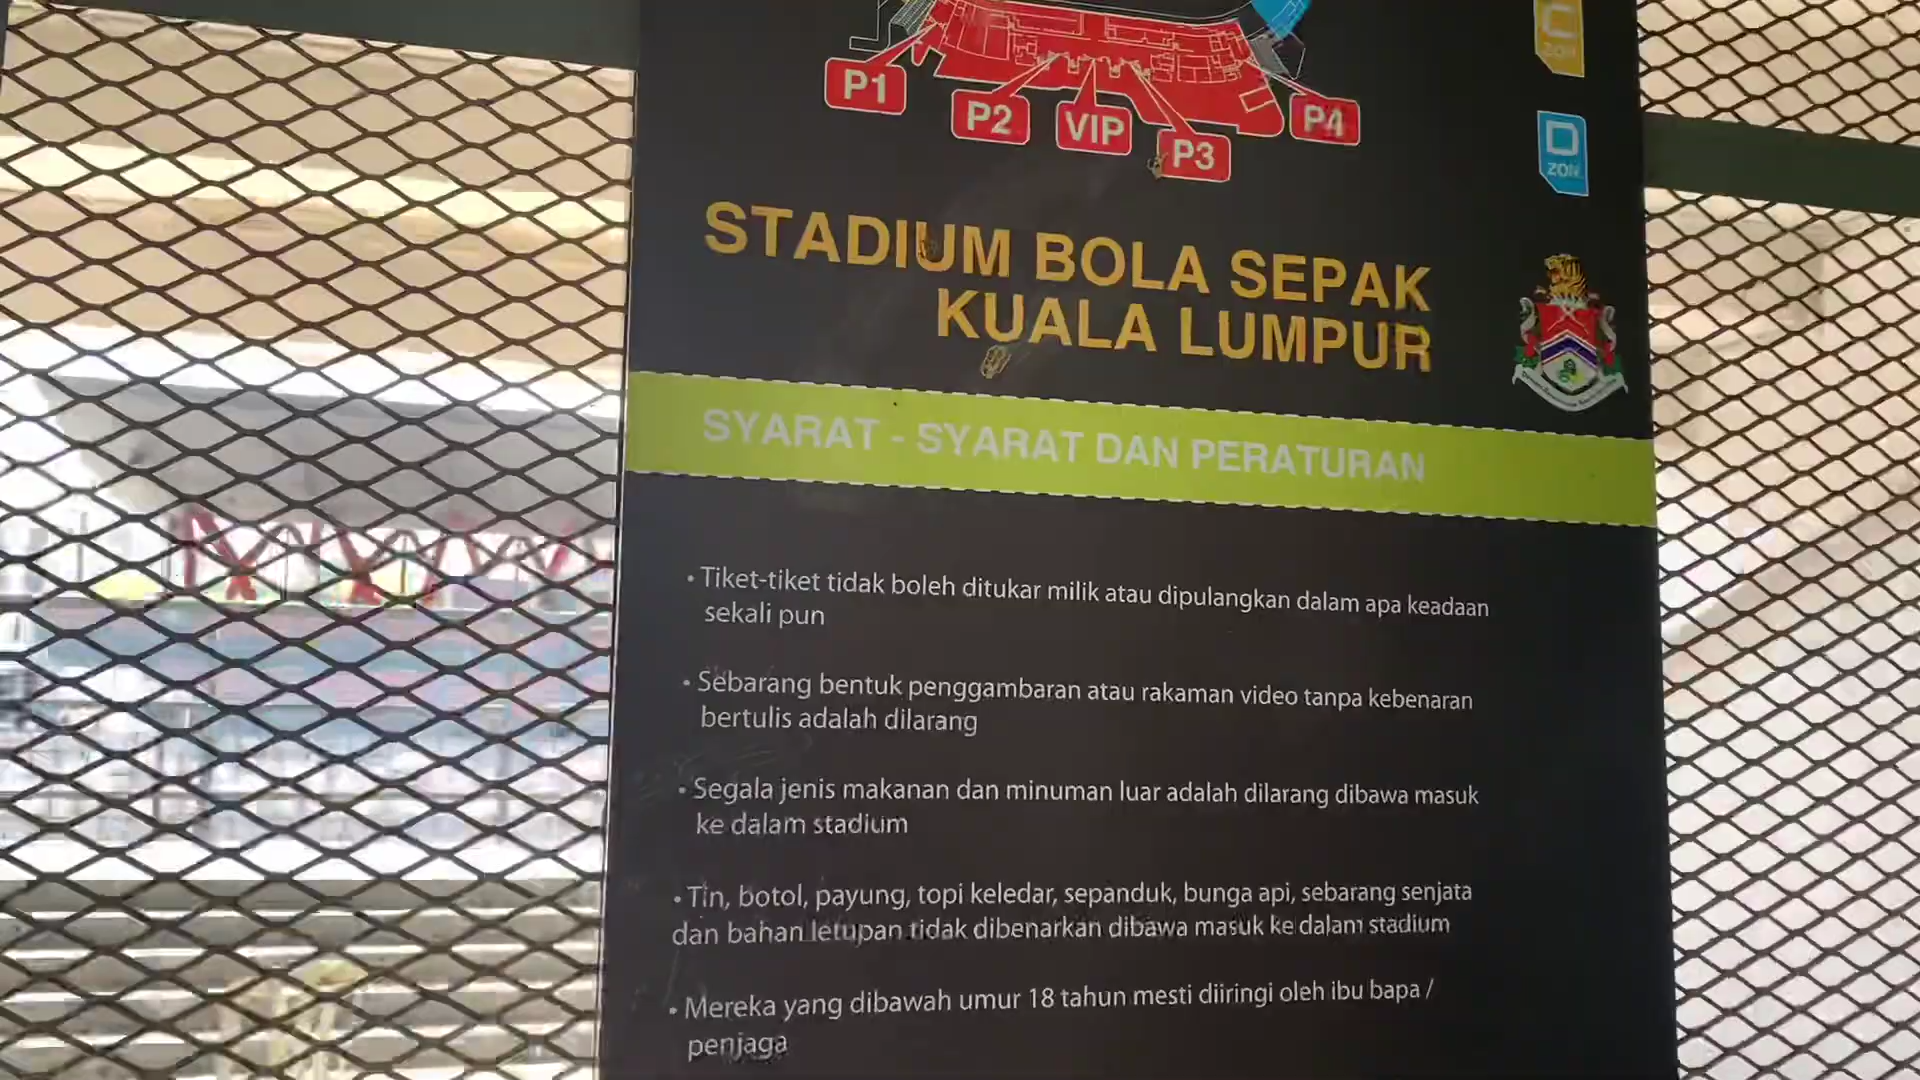 P1
P2
VIP
P3
P4
C
ZON
D
ZON
STADIUM BOLA SEPAK
KUALA LUMPUR
SYARAT - SYARAT DAN PERATURAN
• Tiket-tiket tidak boleh ditukar milik atau dipulangkan dalam apa keadaan
sekali pun
• Sebarang bentuk penggambaran atau rakaman video tanpa kebenaran
bertulis adalah dilarang
• Segala jenis makanan dan minuman luar adalah dilarang dibawa masuk
ke dalam stadium
• Tin, botol, payung, topi keledar, sepanduk, bunga api, sebarang senjata
dan bahan letupan tidak dibenarkan dibawa masuk ke dalam stadium
• Mereka yang dibawah umur 18 tahun mesti diiringi oleh ibu bapa /
penjaga